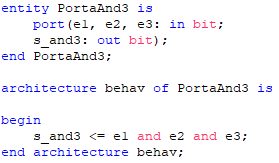 entity PortaAnd3 is
    port(e1, e2, e3: in bit;
    s_and3: out bit);
end PortaAnd3;

architecture behav of PortaAnd3 is

begin
    s_and3 <= e1 and e2 and e3;
end architecture behav;